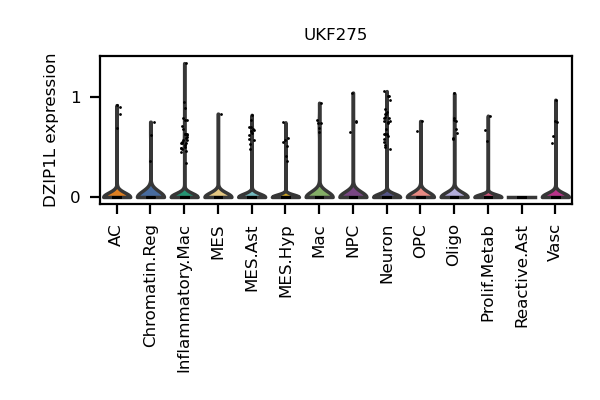 UKF275
DZIP1L expression
1
0
AC
Chromatin.Reg
Inflammatory.Mac
MES
MES.Ast
MES.Hyp
Mac
NPC
Neuron
OPC
Oligo
Prolif.Metab
Reactive.Ast
Vasc